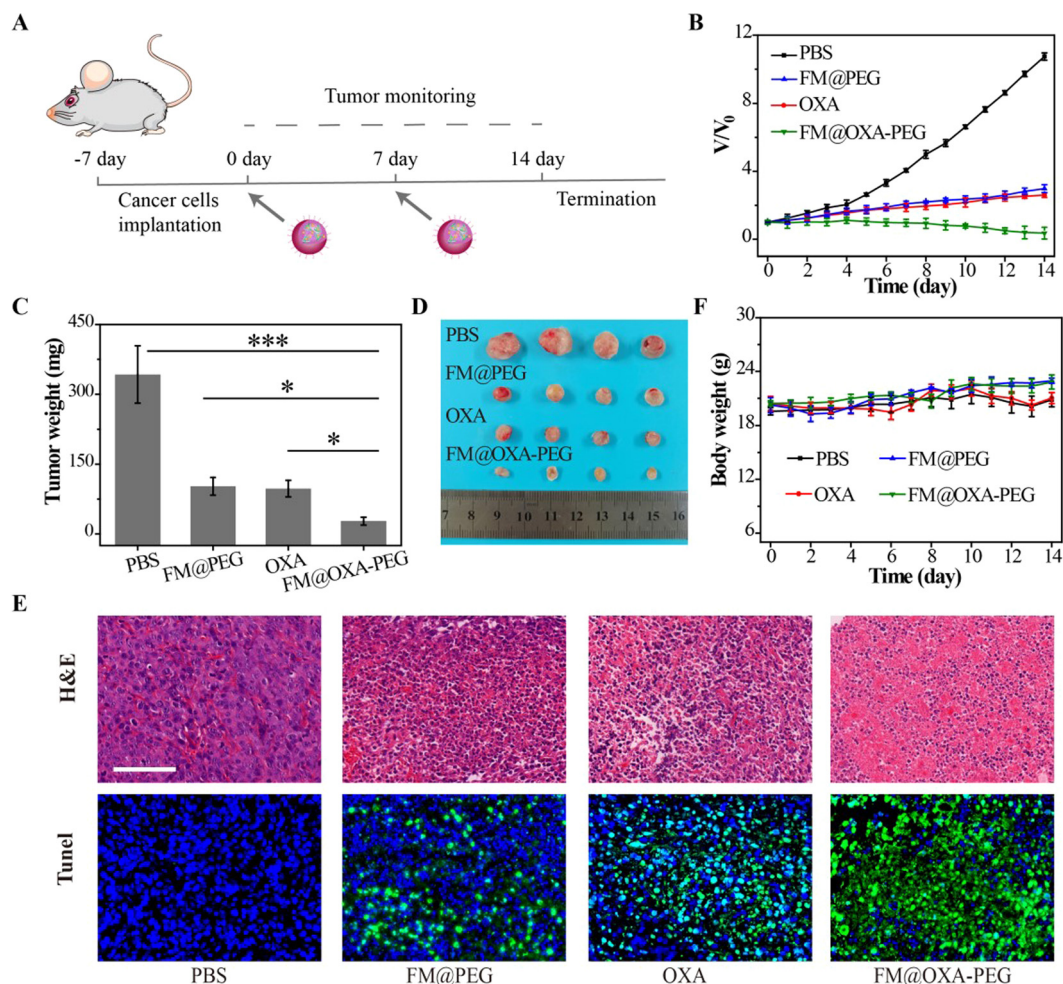 A
Tumor monitoring
-7 day
0 day
7 day
14 day
Cancer cells
implantation
Termination
B
12
8
4
0
V/V0
PBS
FM@PEG
OXA
FM@OXA-PEG
0 2 4 6 8 10 12 14
Time (day)
C
450
300
150
0
Tumor weight (mg)
***
*
*
PBS
FM@PEG
OXA
FM@OXA-PEG
D
PBS
FM@PEG
OXA
FM@OXA-PEG
7 8 9 10 11 12 13 14 15 16
F
30
24
18
12
6
Body weight (g)
PBS
FM@PEG
OXA
FM@OXA-PEG
0 2 4 6 8 10 12 14
Time (day)
E
H&E
Tunel
PBS
FM@PEG
OXA
FM@OXA-PEG